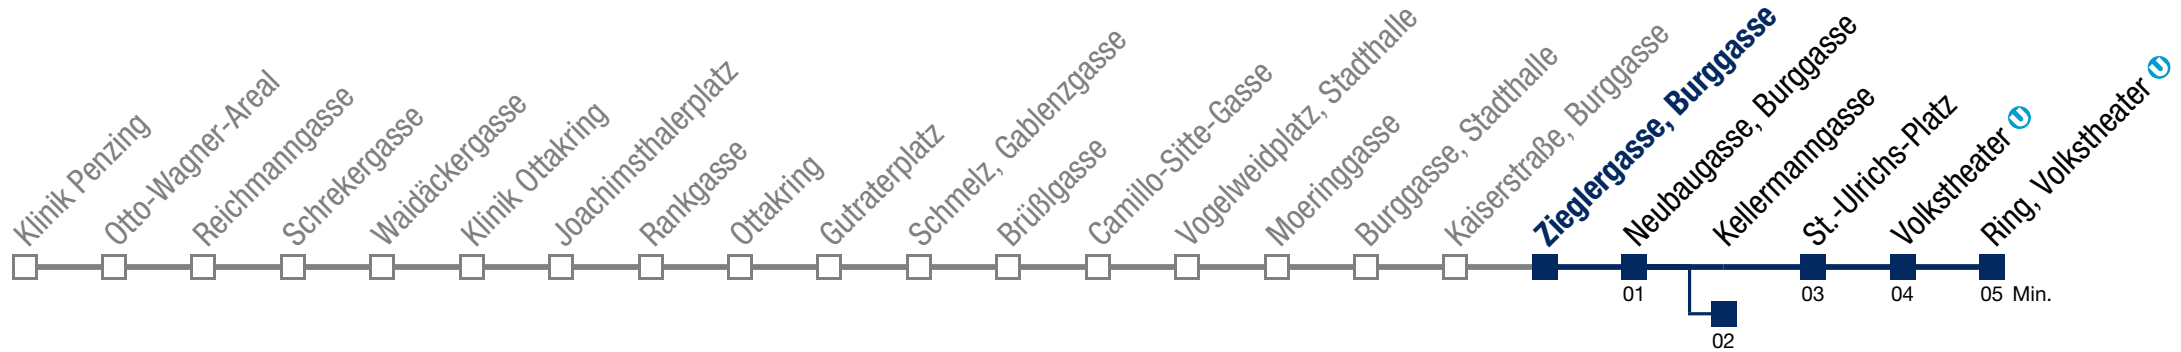 Klinik Penzing
Otto-Wagner-Areal
Reichmanngasse
Schrekergasse
Waidäckergasse
Klinik Ottakring
Joachimsthalerplatz
Rankgasse
Ottakring
Gutraterplatz
Schmelz, Gablenzgasse
Brüßlgasse
Camillo-Sitte-Gasse
Vogelweidplatz, Stadthalle
Moeringgasse
Burggasse, Stadthalle
Kaiserstraße, Burggasse
Zieglergasse, Burggasse
Neubaugasse, Burggasse
Kellermanngasse
St.-Ulrichs-Platz
Volkstheater U
Ring, Volkstheater U
01
03
04
05 Min.
02